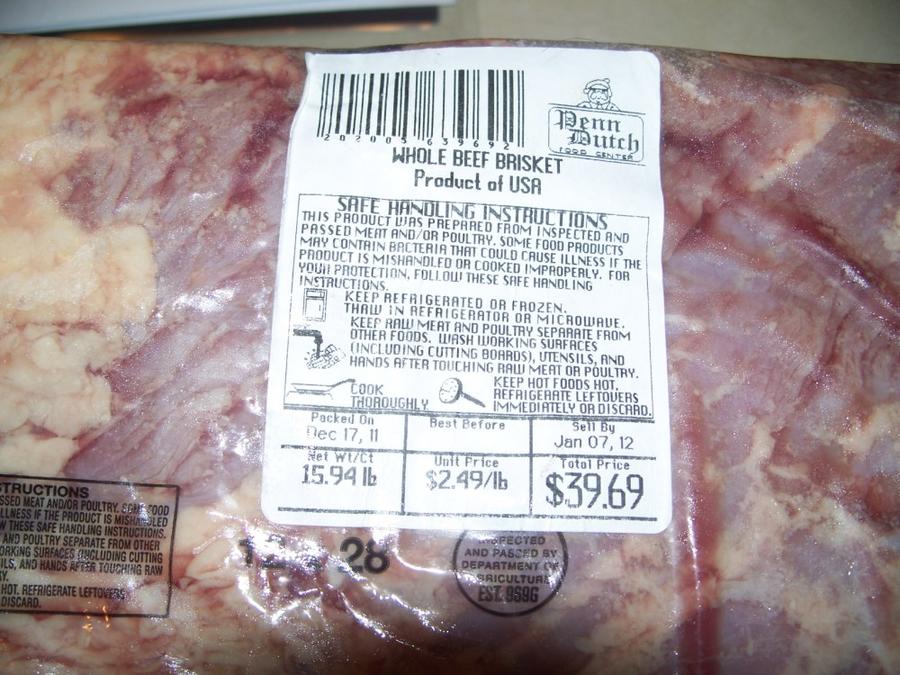 202005 639692
Penn
Dutch
FOOD CENTER
WHOLE BEEF BRISKET
Product of USA
SAFE HANDLING INSTRUCTIONS
THIS PRODUCT WAS PREPARED FROM INSPECTED AND
PASSED MEAT AND/OR POULTRY. SOME FOOD PRODUCTS
MAY CONTAIN BACTERIA THAT COULD CAUSE ILLNESS IF THE
PRODUCT IS MISHANDLED OR COOKED IMPROPERLY. FOR
YOUR PROTECTION, FOLLOW THESE SAFE HANDLING
INSTRUCTIONS.
KEEP REFRIGERATED OR FROZEN.
THAW IN REFRIGERATOR OR MICROWAVE.
KEEP RAW MEAT AND POULTRY SEPARATE FROM
OTHER FOODS. WASH WORKING SURFACES
(INCLUDING CUTTING BOARDS), UTENSILS, AND
HANDS AFTER TOUCHING RAW MEAT OR POULTRY.
COOK
THOROUGHLY
KEEP HOT FOODS HOT.
REFRIGERATE LEFTOVERS
IMMEDIATELY OR DISCARD.
Packed On
Dec 17, 11
Best Before
Sell By
Jan 07, 12
Net Wt/Ct
15.94 lb
Unit Price
$2.49/lb
Total Price
$39.69
STRUCTIONS
SSED MEAT AND/OR POULTRY. SOME FOOD
LLNESS IF THE PRODUCT IS MISHANDLED
W THESE SAFE HANDLING INSTRUCTIONS.
AND POULTRY SEPARATE FROM OTHER
ORKING SURFACES (INCLUDING CUTTING
ILS, AND HANDS AFTER TOUCHING RAW
Y.
HOT. REFRIGERATE LEFTOVERS
DISCARD.
28
SPECTED
AND PASSED BY
DEPARTMENT OF
GRICULTURE
EST. 969G